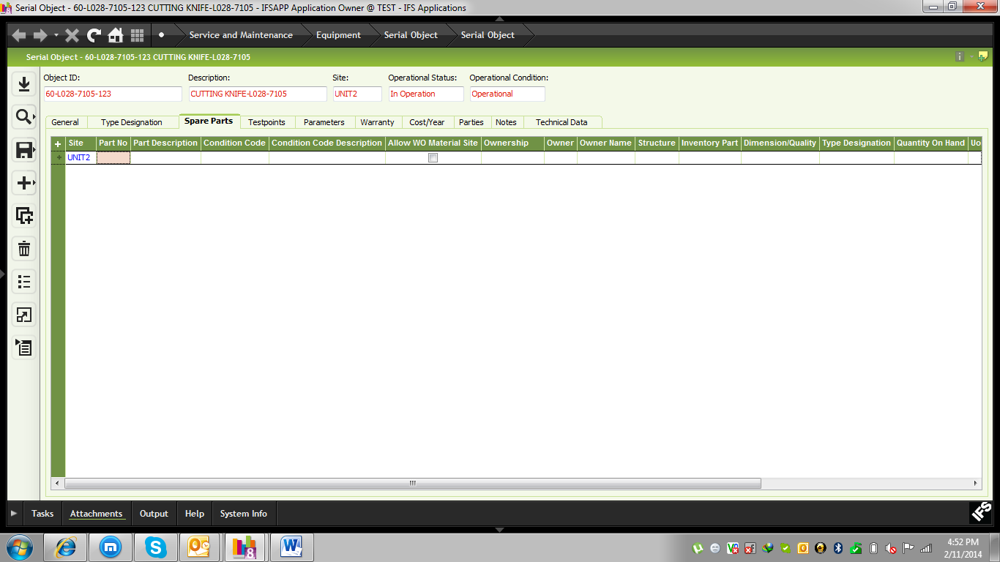 Serial Object - 60-L028-7105-123 CUTTING KNIFE-L028-7105 - IFSAPP Application Owner @ TEST - IFS Applications
Service and Maintenance Equipment Serial Object Serial Object
Serial Object - 60-L028-7105-123 CUTTING KNIFE-L028-7105
Object ID: Description: Site: Operational Status: Operational Condition:
60-L028-7105-123 CUTTING KNIFE-L028-7105 UNIT2 In Operation Operational
General Type Designation Spare Parts Testpoints Parameters Warranty Cost/Year Parties Notes Technical Data
Site Part No Part Description Condition Code Condition Code Description Allow WO Material Site Ownership Owner Owner Name Structure Inventory Part Dimension/Quality Type Designation Quantity On Hand Uo
UNIT2
Tasks Attachments Output Help System Info
IFS
4:52 PM
2/11/2014